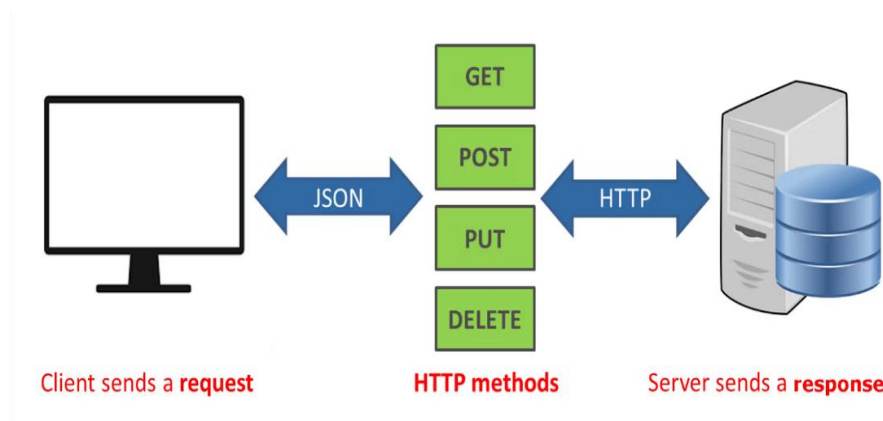 GET
POST
JSON
HTTP
PUT
DELETE
Client sends a request
HTTP methods
Server sends a response